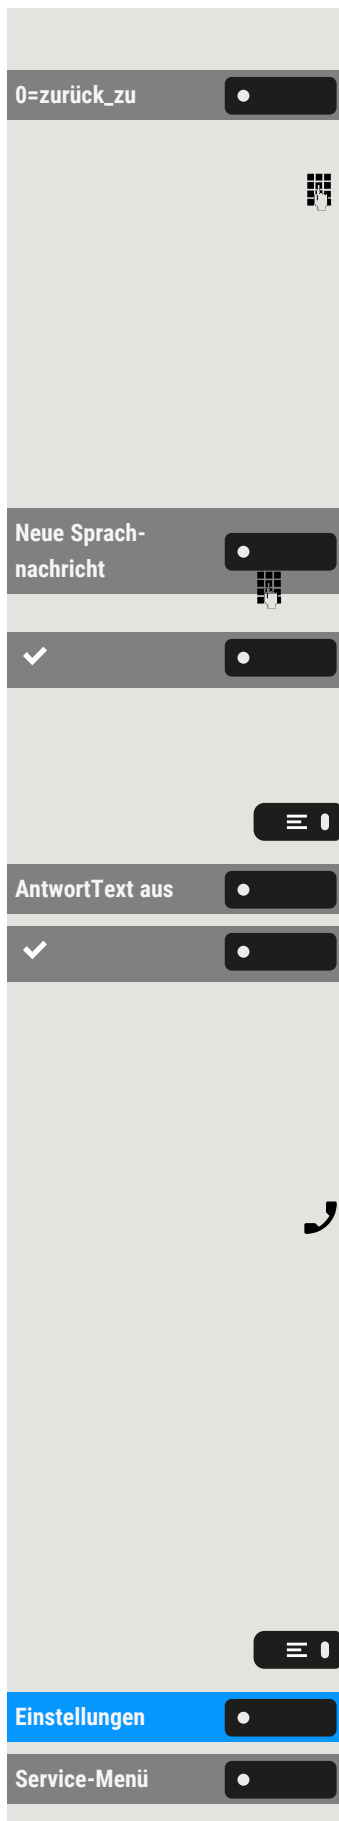 0=zurück_zu
Neue Sprach-
nachricht
AntwortText aus
Einstellungen
Service-Menü